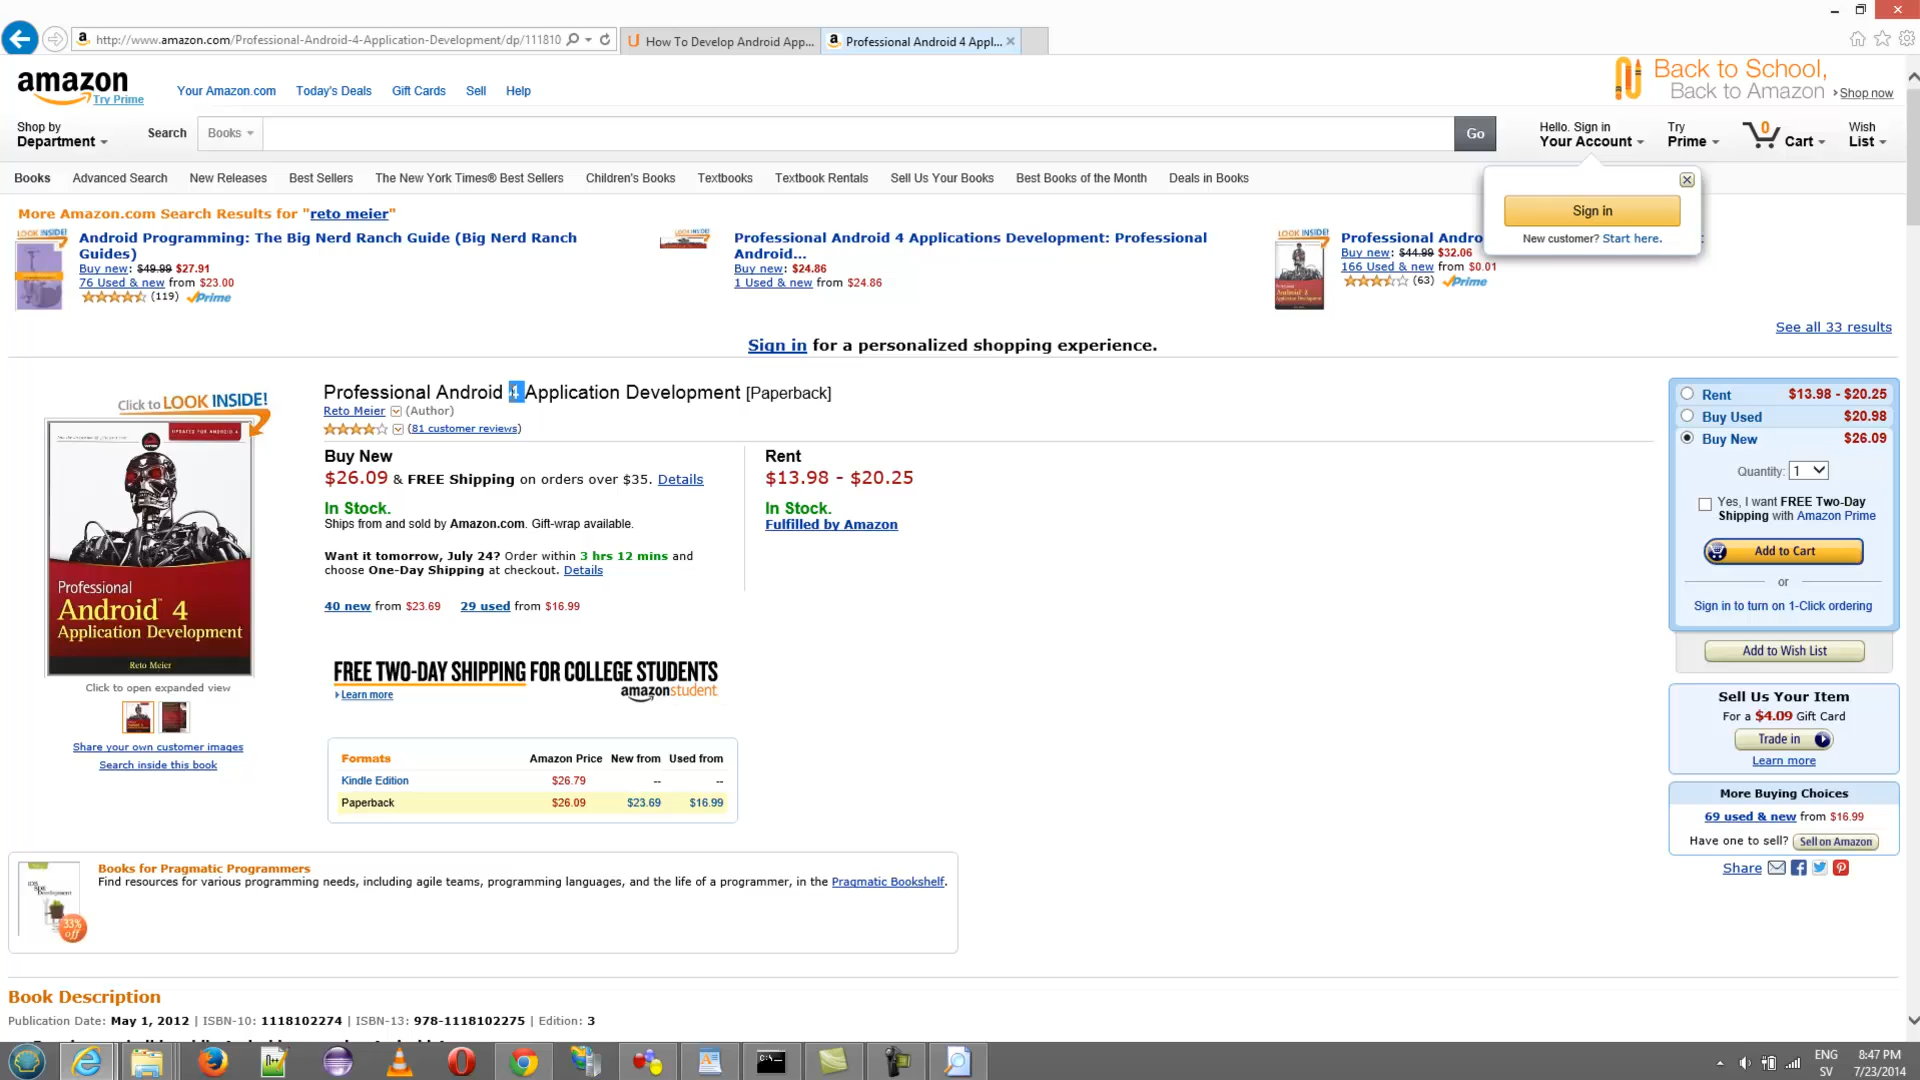 http://www.amazon.com/Professional-Android-4-Application-Development/dp/111810
How To Develop Android App...
Professional Android 4 Appl...
amazon
Try Prime
Your Amazon.com
Today's Deals
Gift Cards
Sell
Help
Back to School,
Back to Amazon
Shop now
Shop by
Department
Search
Books
Go
Hello. Sign in
Your Account
Try
Prime
0
Cart
Wish
List
Books
Advanced Search
New Releases
Best Sellers
The New York Times® Best Sellers
Children's Books
Textbooks
Textbook Rentals
Sell Us Your Books
Best Books of the Month
Deals in Books
Sign in
New customer? Start here.
More Amazon.com Search Results for "reto meier"
LOOK INSIDE!
Android Programming: The Big Nerd Ranch Guide (Big Nerd Ranch
Guides)
Buy new: $49.99 $27.91
76 Used & new from $23.00
(119) Prime
LOOK INSIDE!
Professional Android 4 Applications Development: Professional
Android...
Buy new: $24.86
1 Used & new from $24.86
LOOK INSIDE!
Professional Andro
Buy new: $44.99 $32.06
166 Used & new from $0.01
(63) Prime
See all 33 results
Sign in for a personalized shopping experience.
Click to LOOK INSIDE!
UPDATED FOR ANDROID 4
Professional
Android™ 4
Application Development
Reto Meier
Click to open expanded view
Share your own customer images
Search inside this book
Professional Android 4 Application Development [Paperback]
Reto Meier (Author)
(81 customer reviews)
Buy New
$26.09 & FREE Shipping on orders over $35. Details
In Stock.
Ships from and sold by Amazon.com. Gift-wrap available.
Want it tomorrow, July 24? Order within 3 hrs 12 mins and
choose One-Day Shipping at checkout. Details
40 new from $23.69 29 used from $16.99
Rent
$13.98 - $20.25
In Stock.
Fulfilled by Amazon
FREE TWO-DAY SHIPPING FOR COLLEGE STUDENTS
Learn more
amazonstudent
Formats Amazon Price New from Used from
Kindle Edition $26.79 -- --
Paperback $26.09 $23.69 $16.99
Rent $13.98 - $20.25
Buy Used $20.98
Buy New $26.09
Quantity: 1
Yes, I want FREE Two-Day
Shipping with Amazon Prime
Add to Cart
or
Sign in to turn on 1-Click ordering
Add to Wish List
Sell Us Your Item
For a $4.09 Gift Card
Trade in
Learn more
More Buying Choices
69 used & new from $16.99
Have one to sell? Sell on Amazon
Share
Books for Pragmatic Programmers
Find resources for various programming needs, including agile teams, programming languages, and the life of a programmer, in the Pragmatic Bookshelf.
33%
off
Book Description
Publication Date: May 1, 2012 | ISBN-10: 1118102274 | ISBN-13: 978-1118102275 | Edition: 3
ENG
SV
8:47 PM
7/23/2014